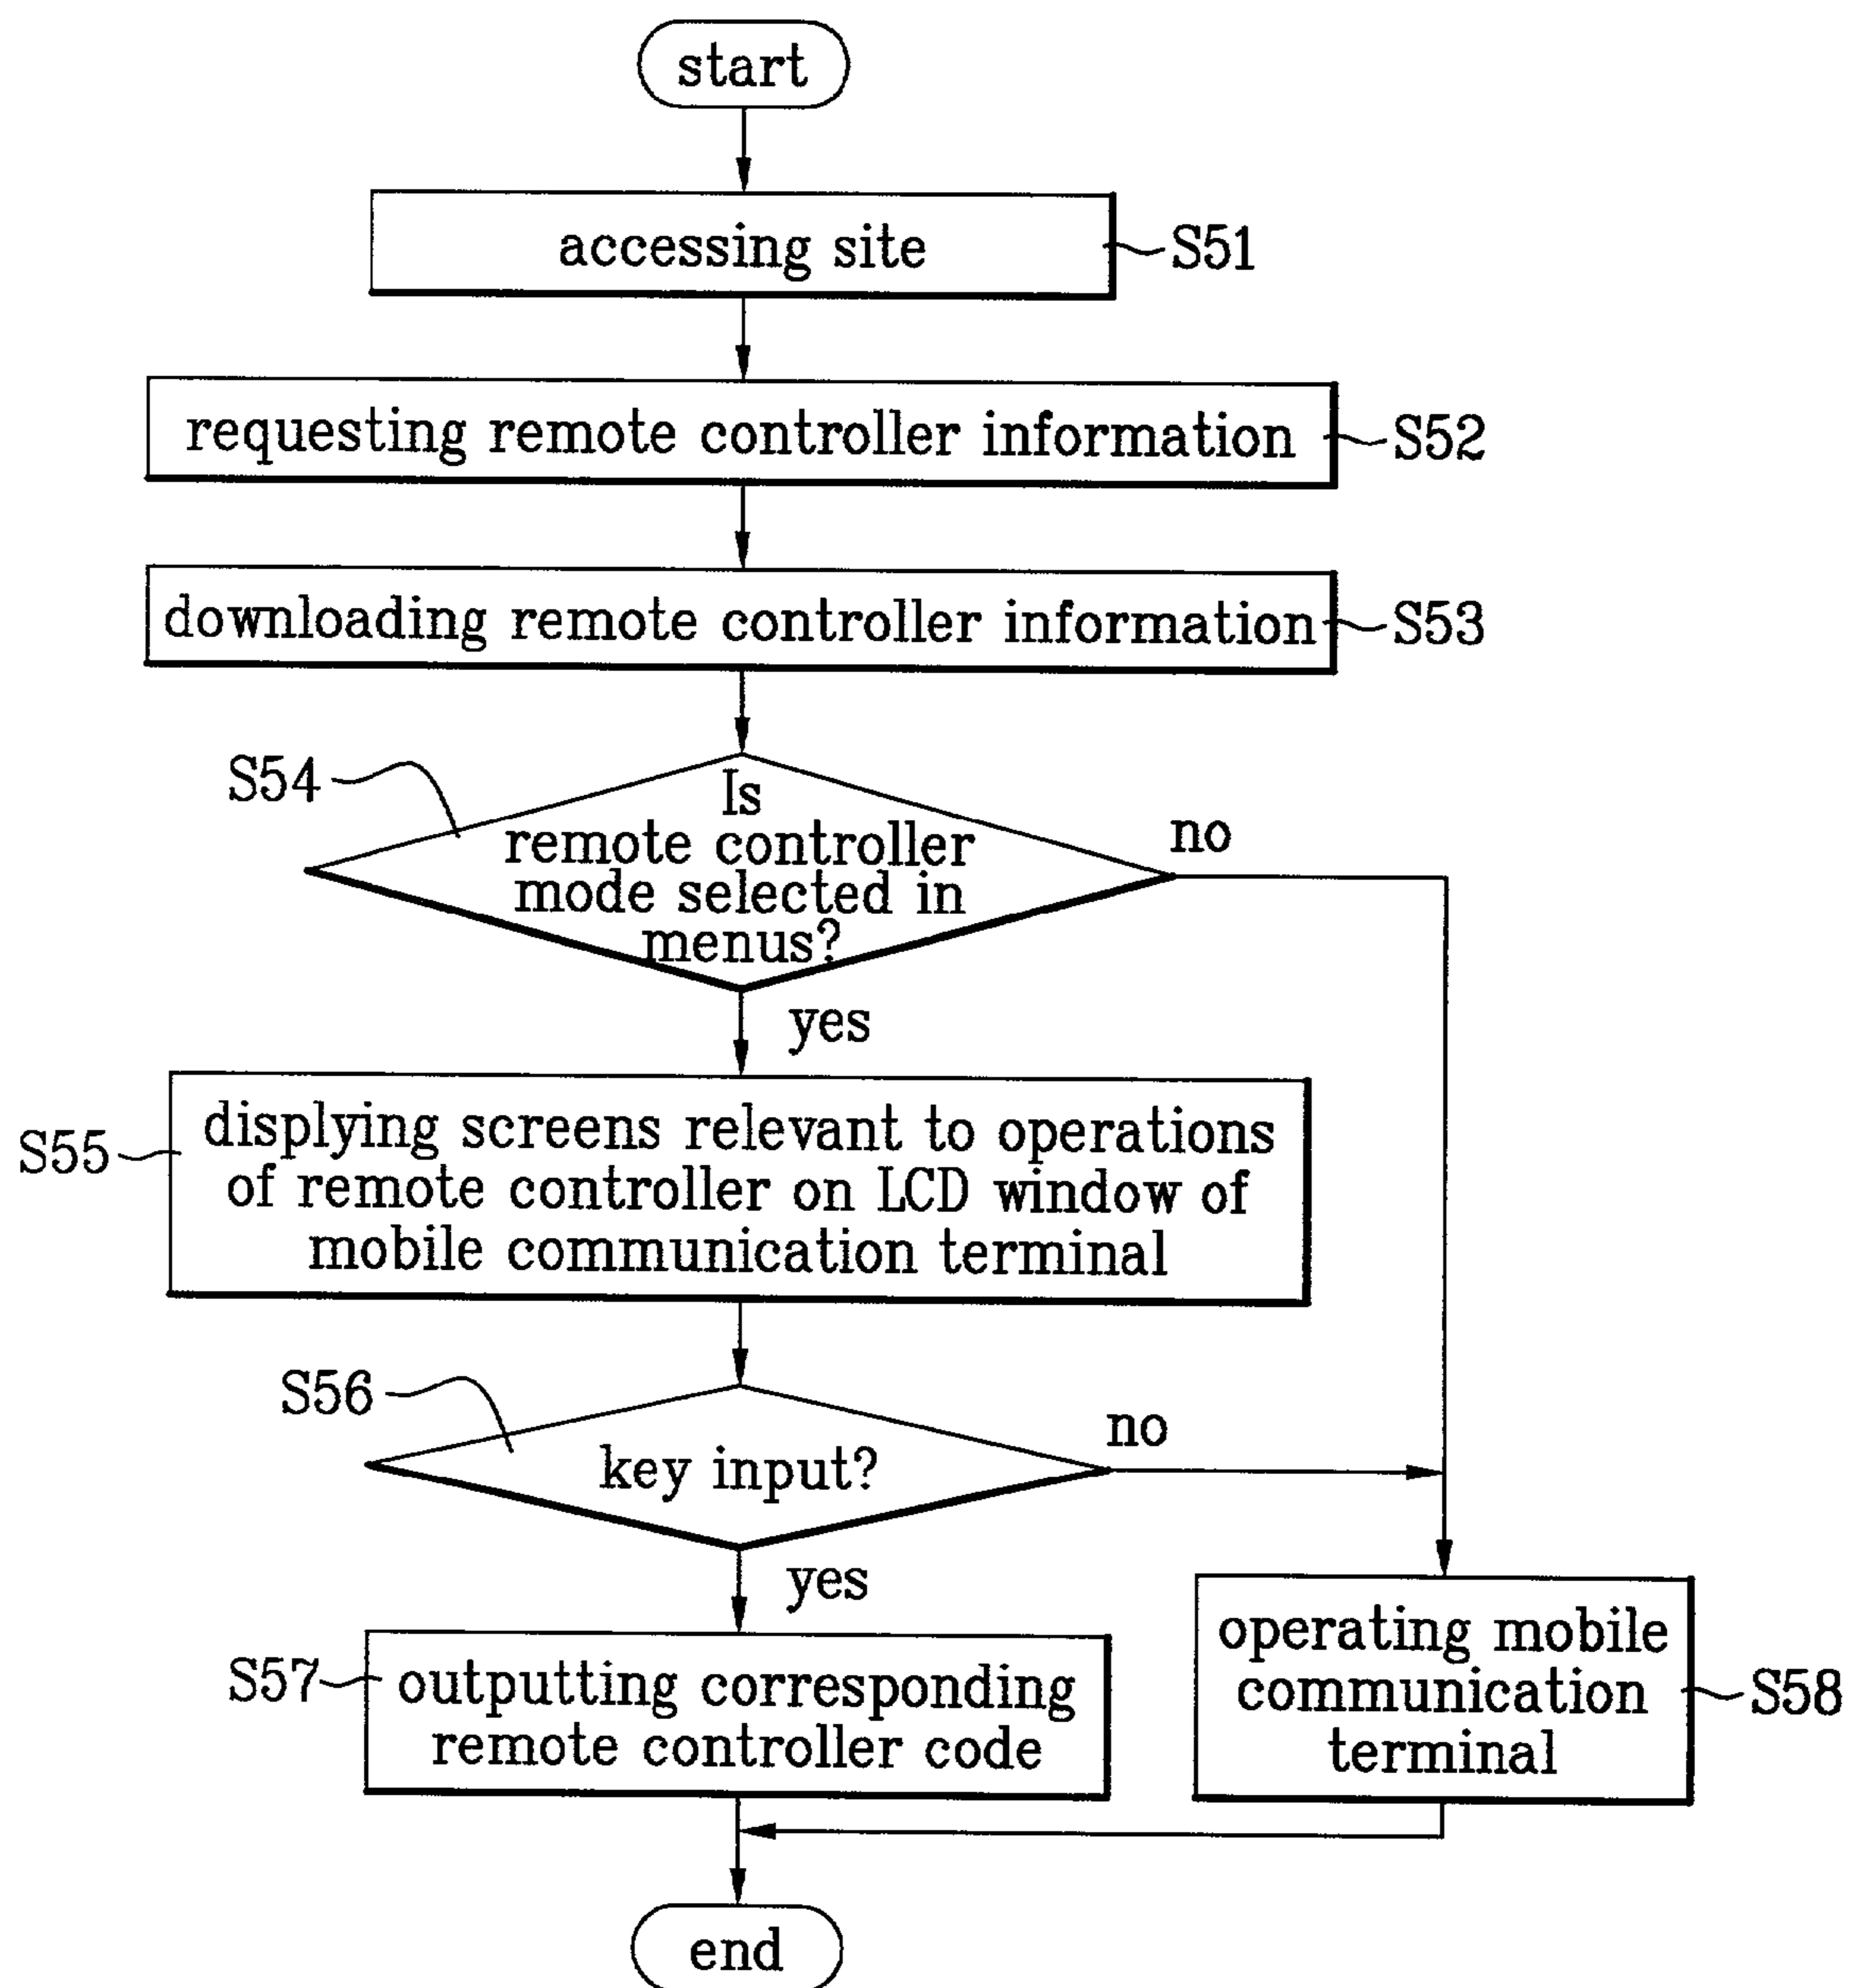 start
accessing site
S51
requesting remote controller information
S52
downloading remote controller information
S53
S54
Is
remote controller
mode selected in
menus?
no
yes
S55
displying screens relevant to operations
of remote controller on LCD window of
mobile communication terminal
S56
key input?
no
yes
S57
outputting corresponding
remote controller code
operating mobile
communication
terminal
S58
end